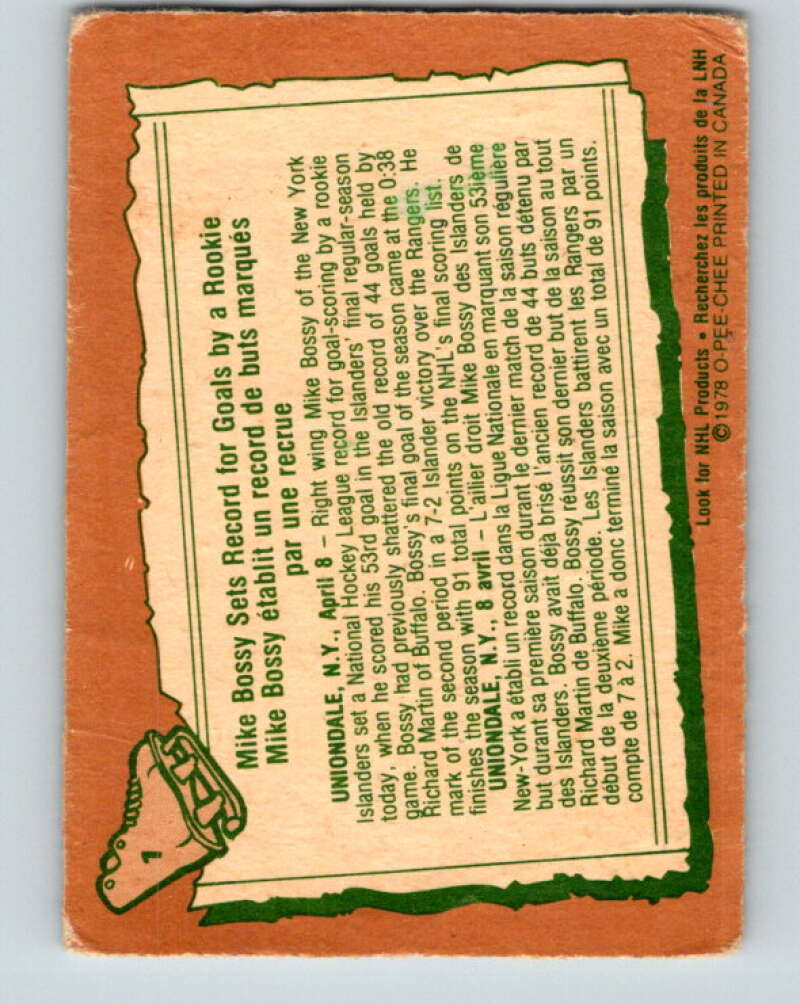 1
Mike Bossy Sets Record for Goals by a Rookie
Mike Bossy établit un record de buts marqués
par une recrue
UNIONDALE, N.Y., April 8 – Right wing Mike Bossy of the New York
Islanders set a National Hockey League record for goal-scoring by a rookie
today, when he scored his 53rd goal in the Islanders' final regular-season
game. Bossy had previously shattered the old record of 44 goals held by
Richard Martin of Buffalo. Bossy's final goal of the season came at the 0:38
mark of the second period in a 7-2 Islander victory over the Rangers. He
finishes the season with 91 total points on the NHL's final scoring list.
UNIONDALE, N.Y., 8 avril – L'ailier droit Mike Bossy des Islanders de
New-York a établi un record dans la Ligue Nationale en marquant son 53ième
but durant sa première saison durant le dernier match de la saison régulière
des Islanders. Bossy avait déjà brisé l'ancien record de 44 buts détenu par
Richard Martin de Buffalo. Bossy réussit son dernier but de la saison au tout
début de la deuxième période. Les Islanders battirent les Rangers par un
compte de 7 à 2. Mike a donc terminé la saison avec un total de 91 points.
Look for NHL Products • Recherchez les produits de la LNH
© 1978 O-PEE-CHEE PRINTED IN CANADA